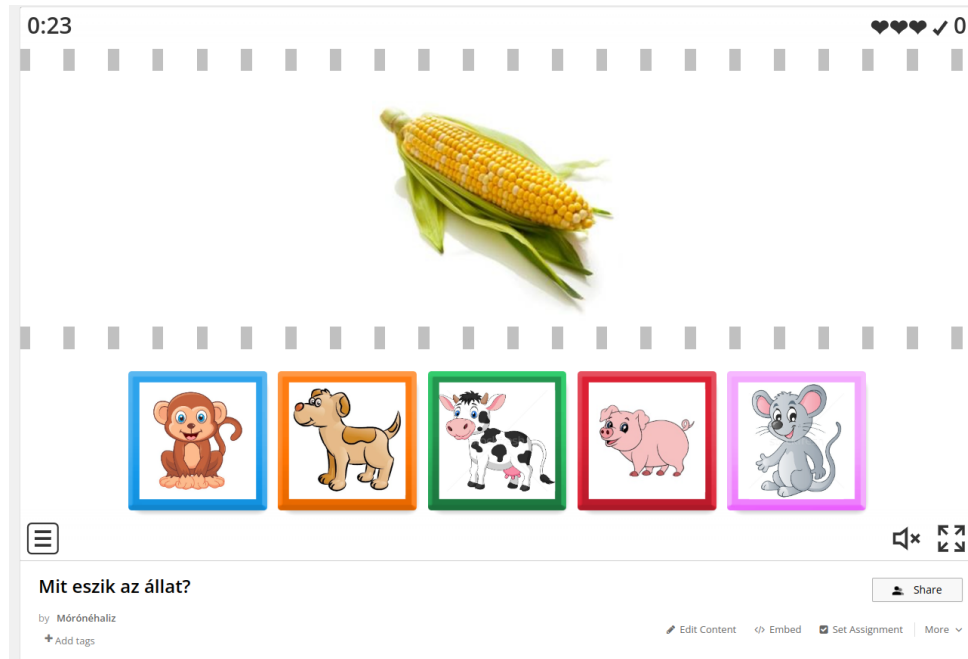 0:23
0
Mit eszik az állat?
Share
by Mórónéhaliz
Add tags
Edit Content Embed Set Assignment More